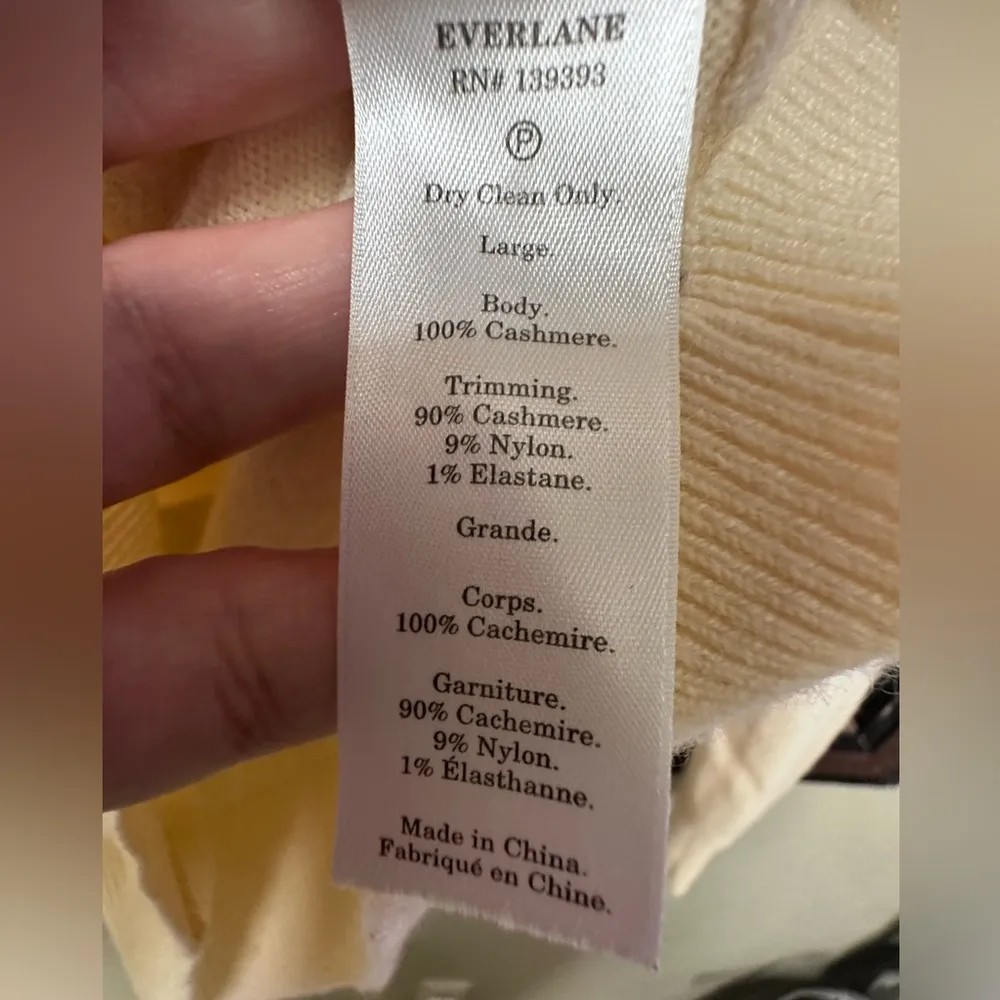 EVERLANE
RN# 139393
P
Dry Clean Only.
Large.
Body.
100% Cashmere.
Trimming.
90% Cashmere.
9% Nylon.
1% Elastane.
Grande.
Corps.
100% Cachemire.
Garniture.
90% Cachemire.
9% Nylon.
1% Élasthanne.
Made in China.
Fabriqué en Chine.